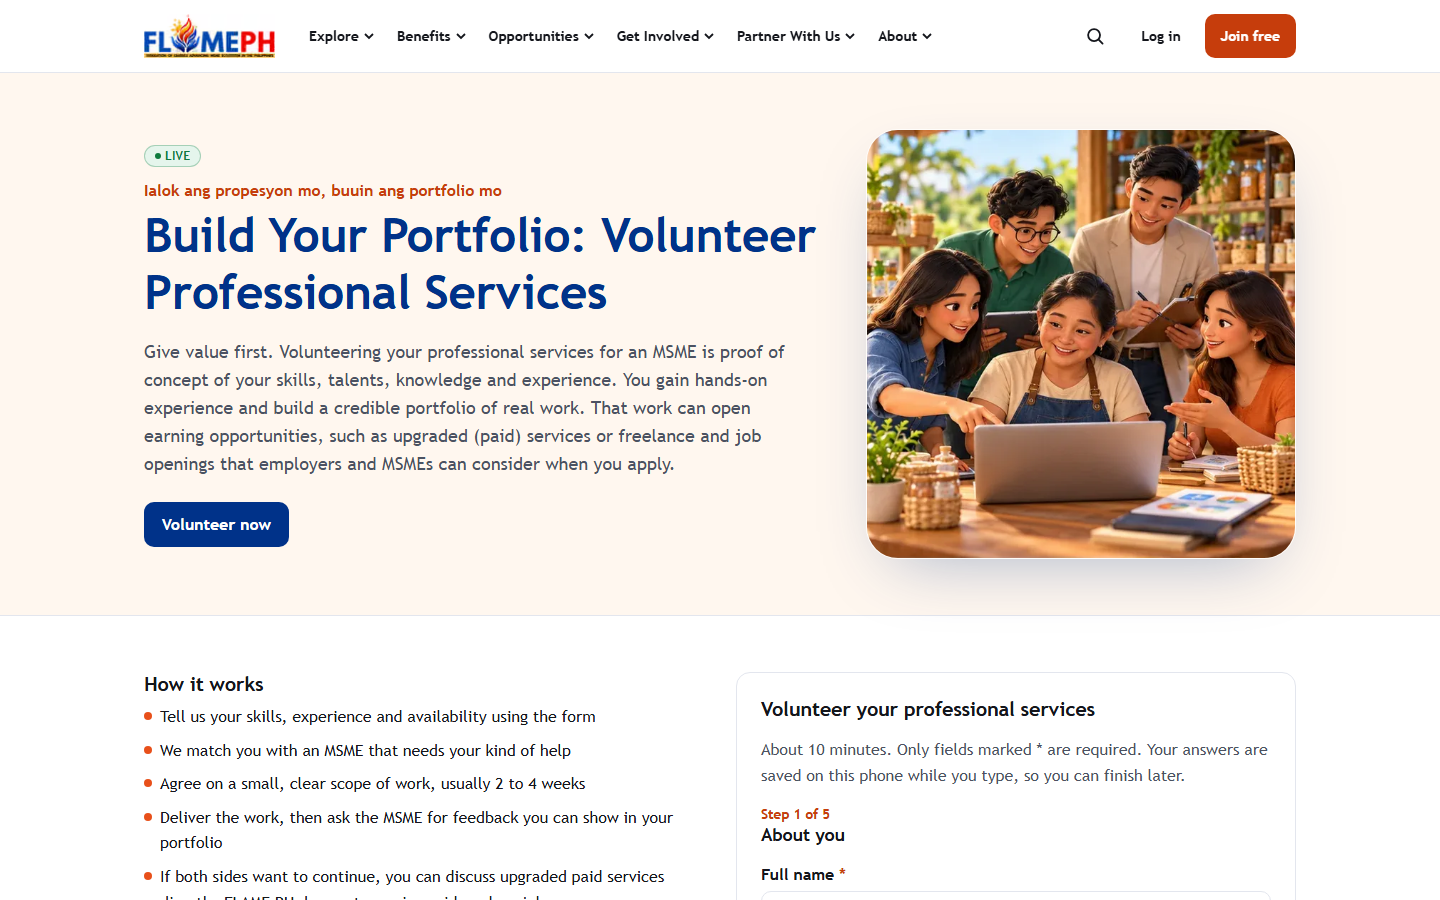 FLAMEPH
Explore
Benefits
Opportunities
Get Involved
Partner With Us
About
Log in
Join free
LIVE
Ialok ang propesyon mo, buuin ang portfolio mo
Build Your Portfolio: Volunteer
Professional Services
Give value first. Volunteering your professional services for an MSME is proof of
concept of your skills, talents, knowledge and experience. You gain hands-on
experience and build a credible portfolio of real work. That work can open
earning opportunities, such as upgraded (paid) services or freelance and job
openings that employers and MSMEs can consider when you apply.
Volunteer now
How it works
Tell us your skills, experience and availability using the form
We match you with an MSME that needs your kind of help
Agree on a small, clear scope of work, usually 2 to 4 weeks
Deliver the work, then ask the MSME for feedback you can show in your
portfolio
If both sides want to continue, you can discuss upgraded paid services
Volunteer your professional services
About 10 minutes. Only fields marked * are required. Your answers are
saved on this phone while you type, so you can finish later.
Step 1 of 5
About you
Full name *